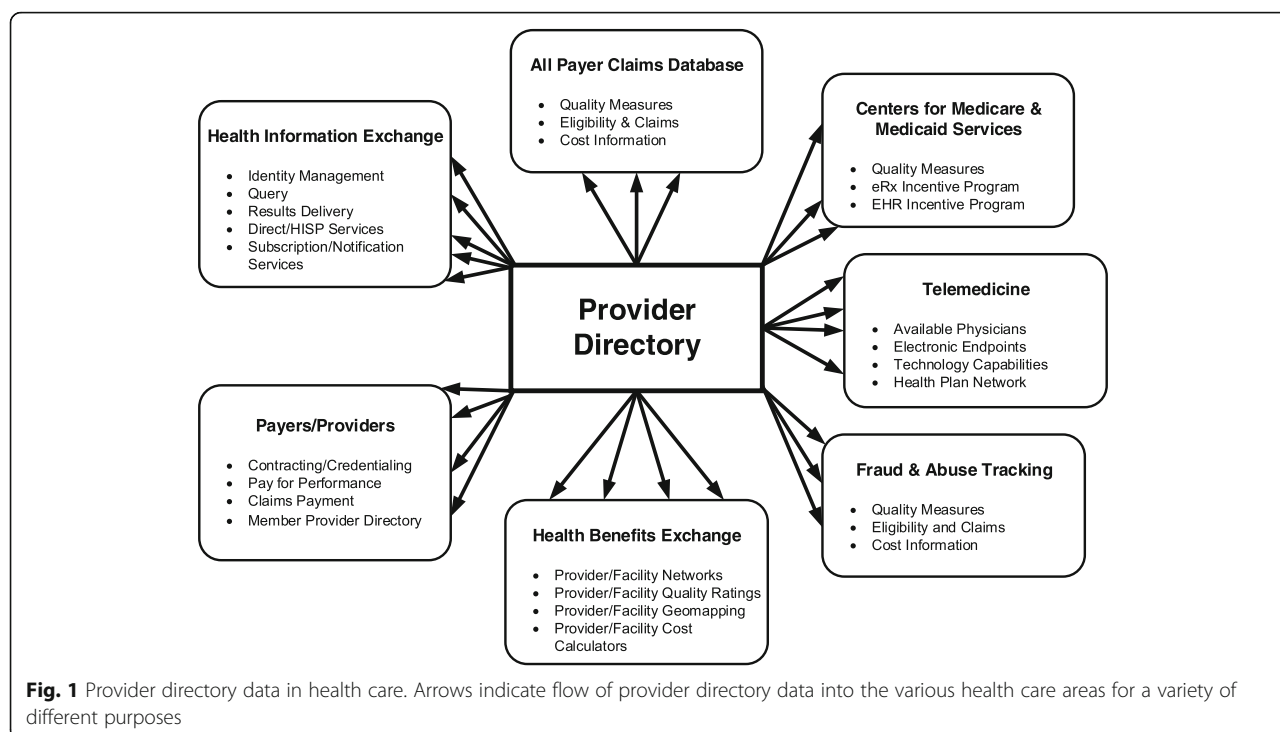 All Payer Claims Database
• Quality Measures
• Eligibility & Claims
• Cost Information
Health Information Exchange
• Identity Management
• Query
• Results Delivery
• Direct/HISP Services
• Subscription/Notification
Services
Centers for Medicare &
Medicaid Services
• Quality Measures
• eRx Incentive Program
• EHR Incentive Program
Provider
Directory
Telemedicine
• Available Physicians
• Electronic Endpoints
• Technology Capabilities
• Health Plan Network
Payers/Providers
• Contracting/Credentialing
• Pay for Performance
• Claims Payment
• Member Provider Directory
Fraud & Abuse Tracking
• Quality Measures
• Eligibility and Claims
• Cost Information
Health Benefits Exchange
• Provider/Facility Networks
• Provider/Facility Quality Ratings
• Provider/Facility Geomapping
• Provider/Facility Cost
Calculators
Fig. 1 Provider directory data in health care. Arrows indicate flow of provider directory data into the various health care areas for a variety of
different purposes